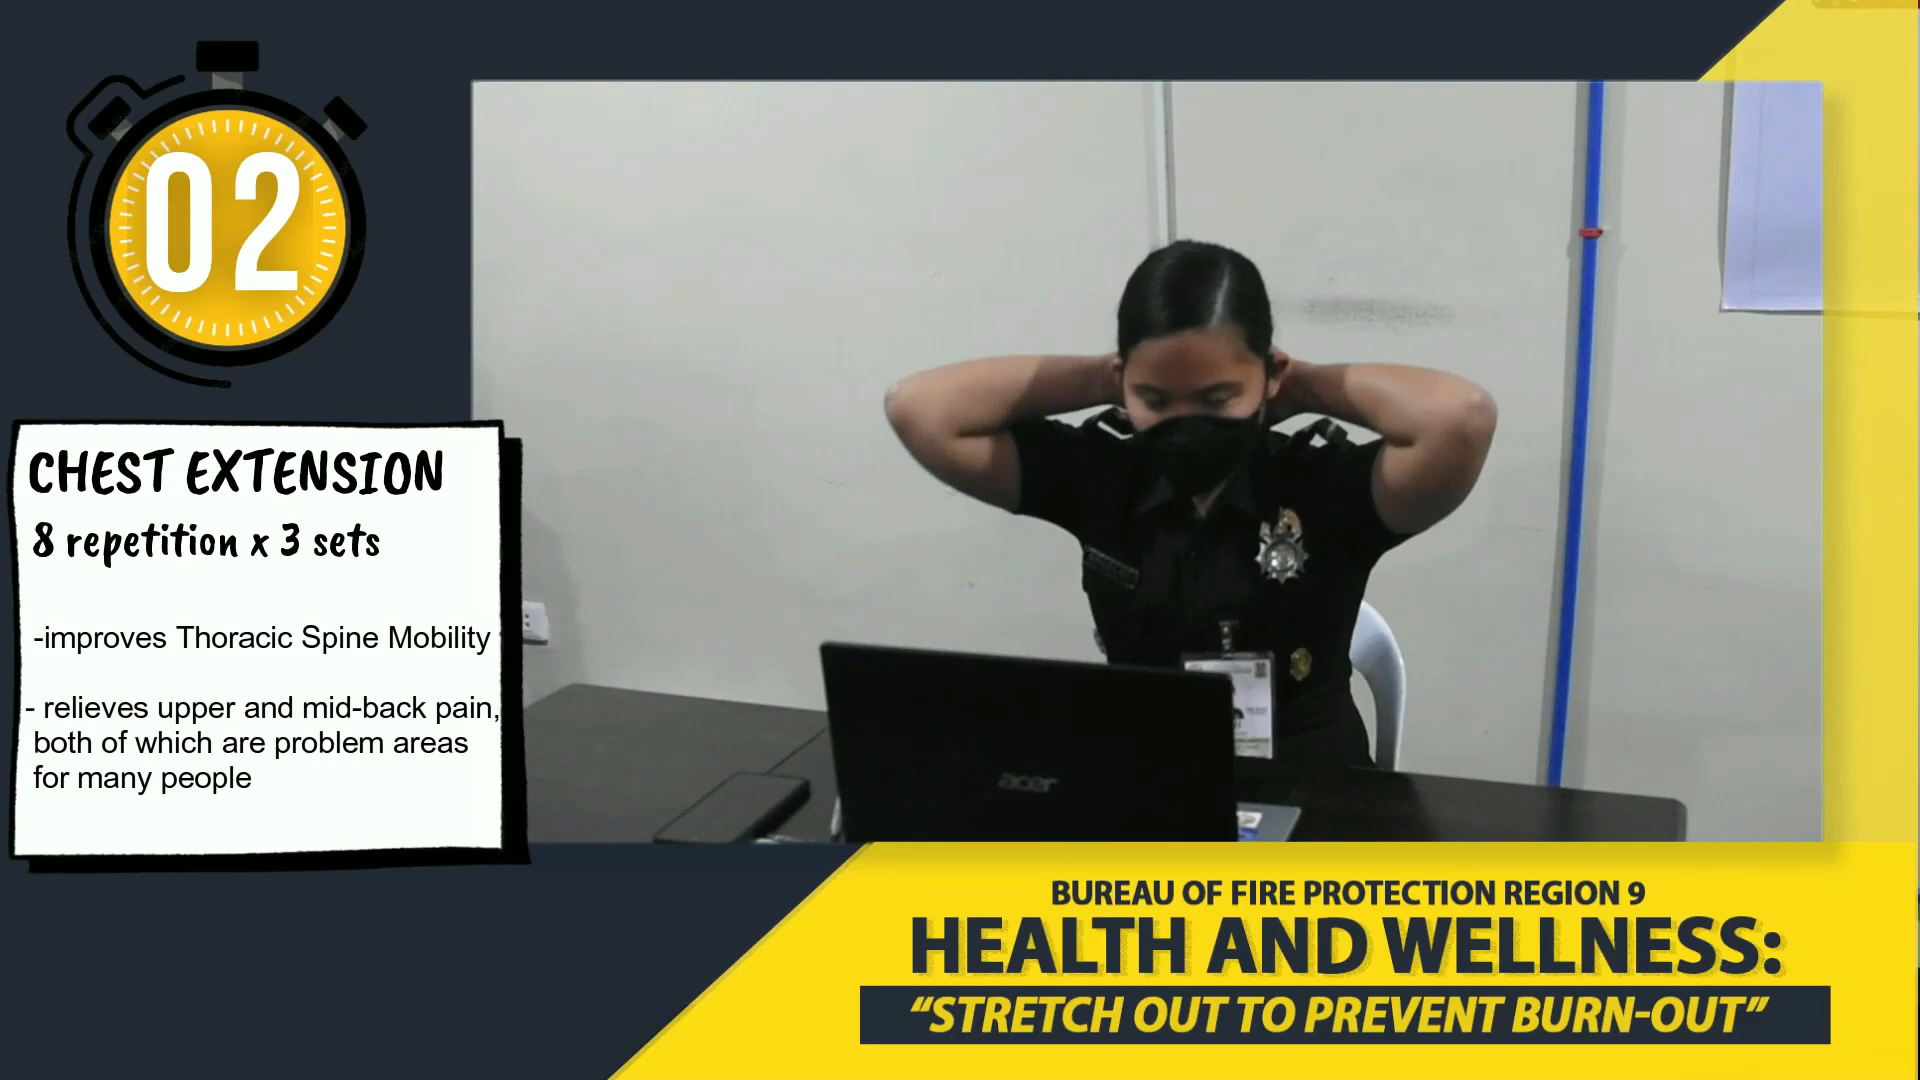 02
CHEST EXTENSION
8 repetition x 3 sets
-improves Thoracic Spine Mobility
- relieves upper and mid-back pain,
both of which are problem areas
for many people
acer
BUREAU OF FIRE PROTECTION REGION 9
HEALTH AND WELLNESS:
“STRETCH OUT TO PREVENT BURN-OUT”